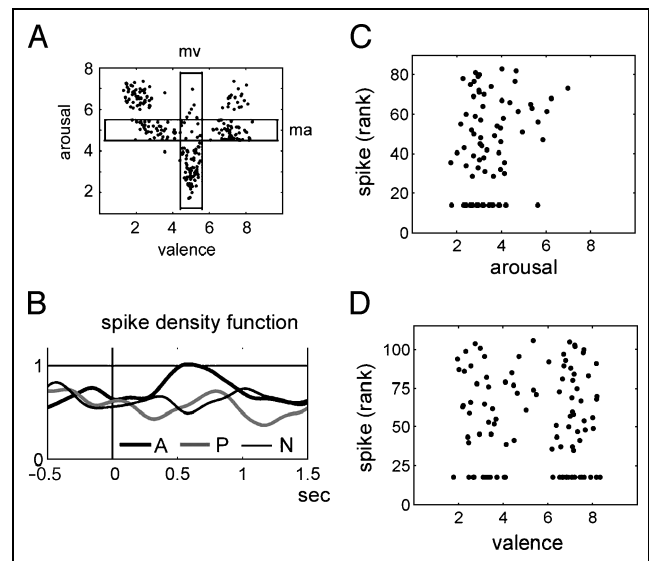 A
mv
8
6
4
2
arousal
ma
2 4 6 8
valence
B
spike density function
1
0
A P N
-0.5 0 0.5 1 1.5
sec
C
80
60
40
20
0
spike (rank)
2 4 6 8
arousal
D
100
75
50
25
0
spike (rank)
2 4 6 8
valence